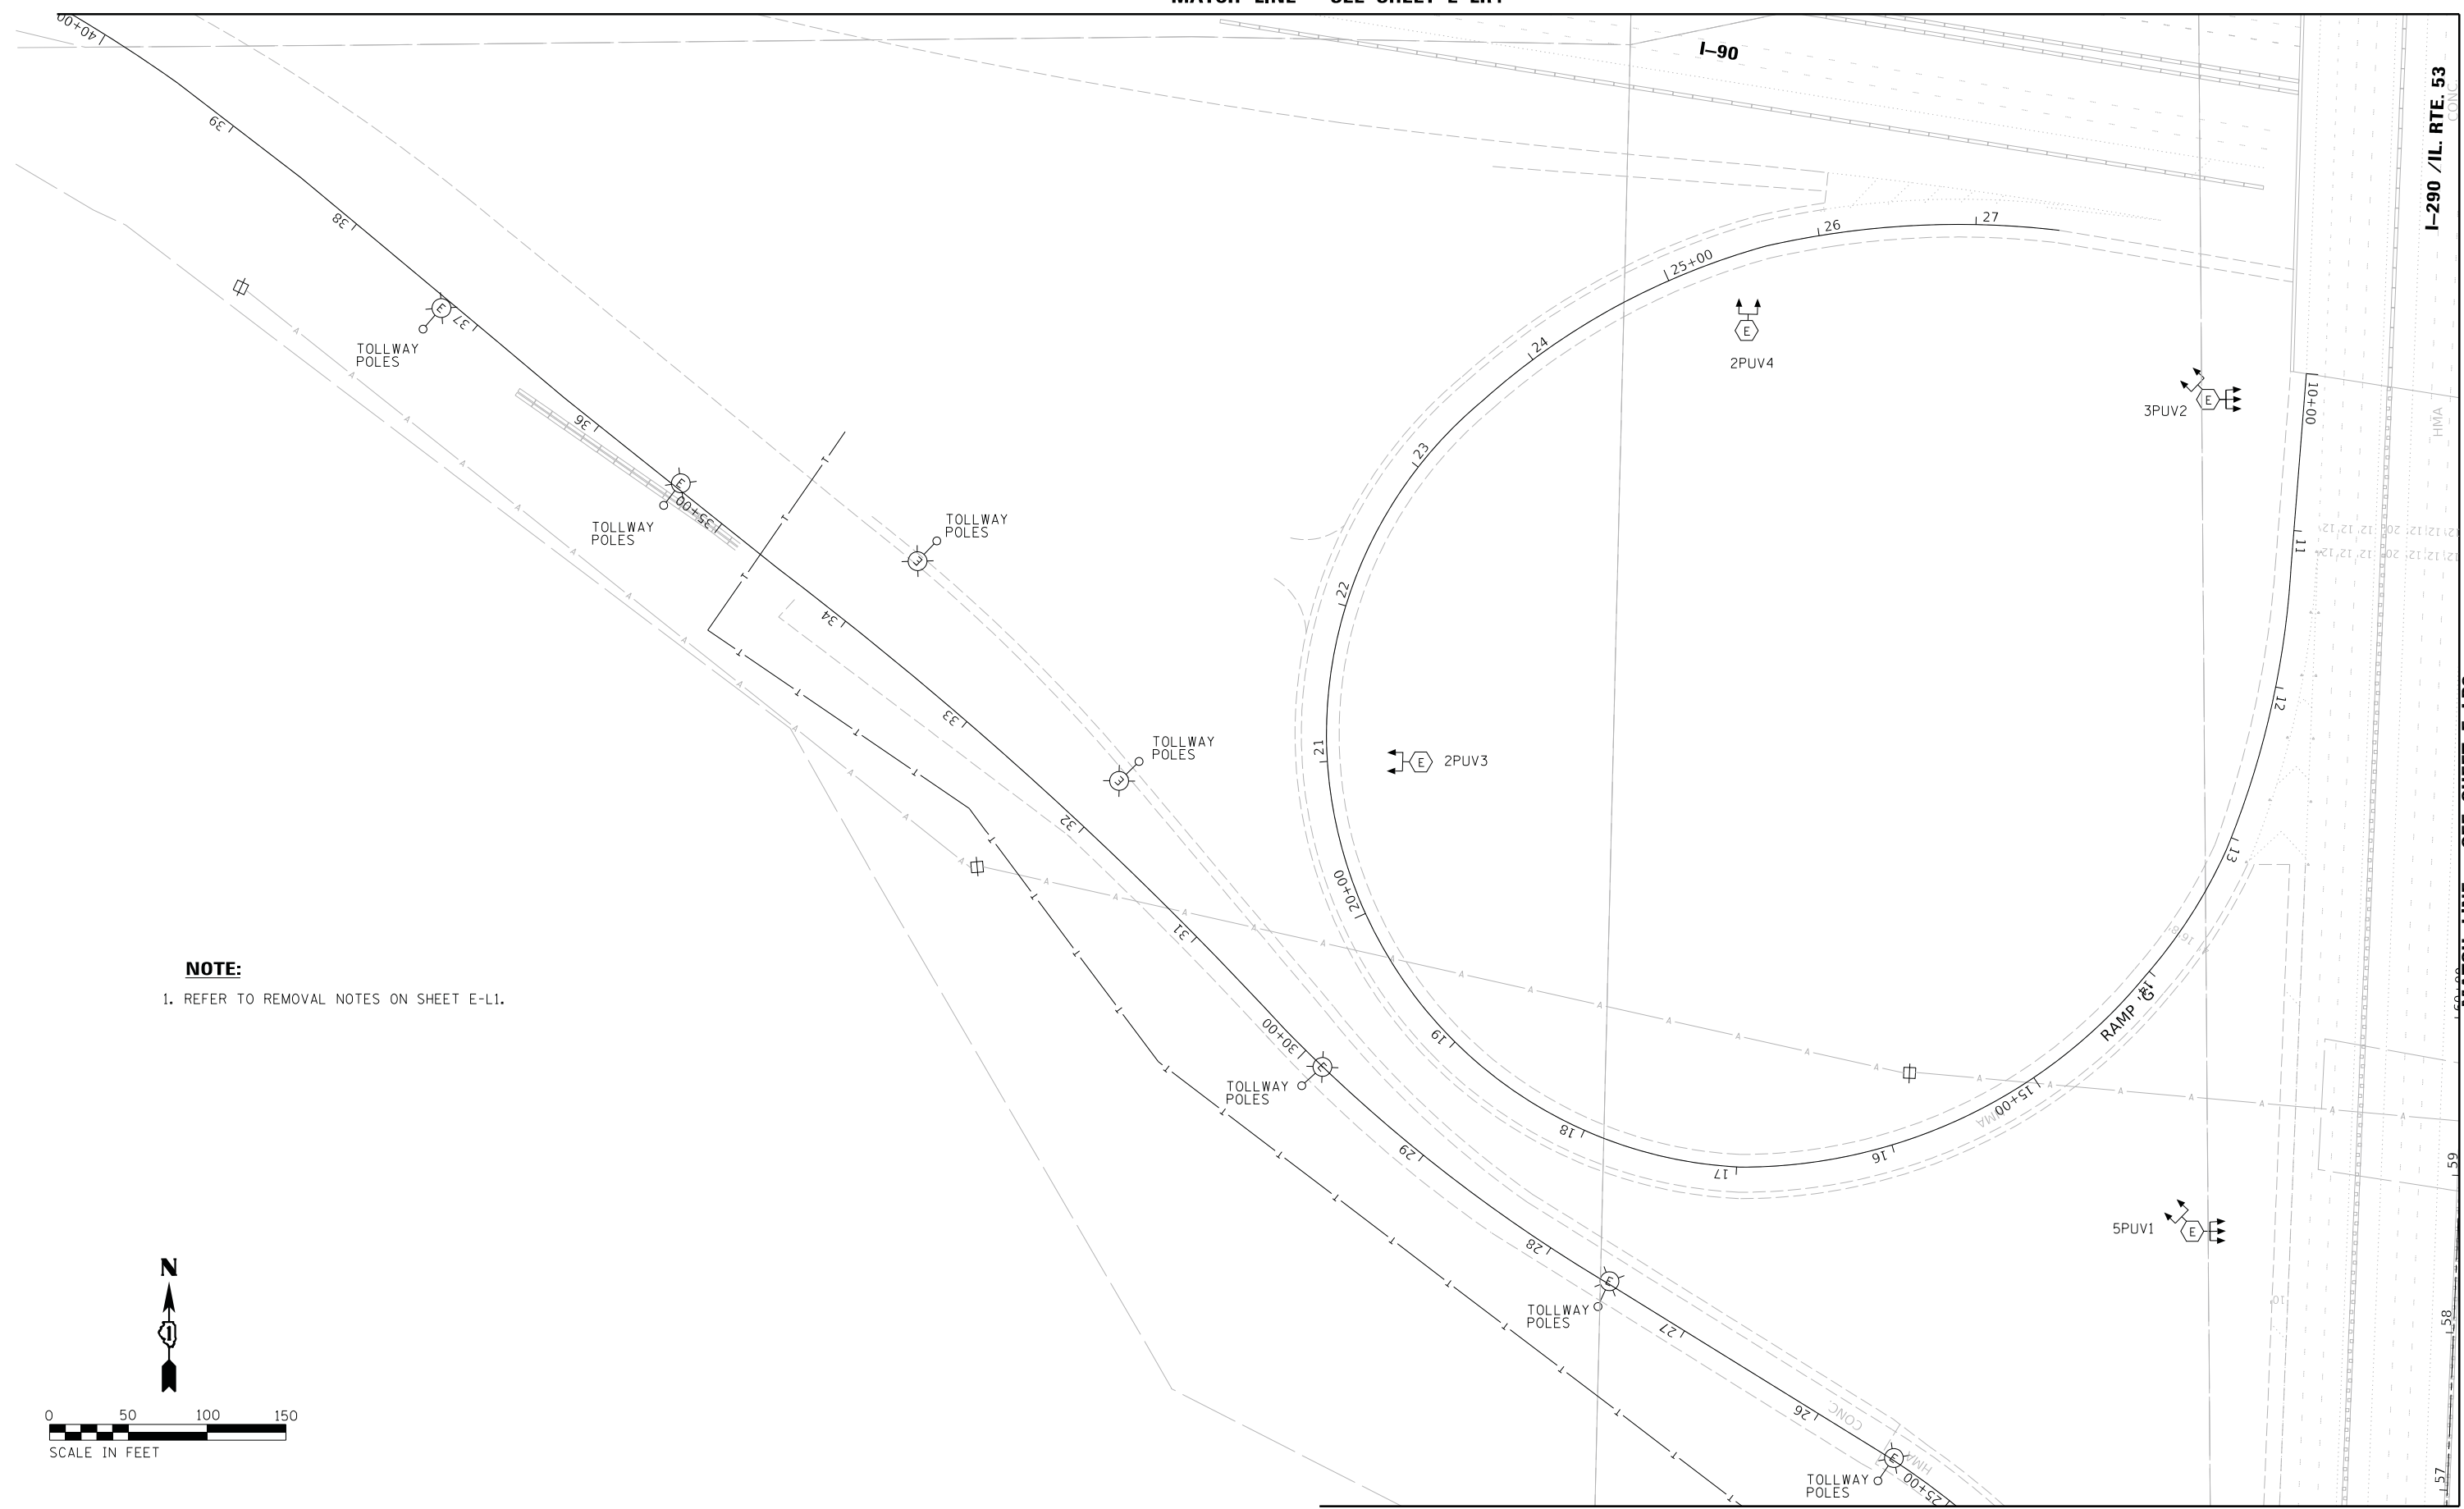 I-90
I-290 /IL. RTE. 53
CONC
40+00
39
38
37
36
35+00
34
33
32
31
30+00
29
28
27
26
25+00
27
26
25+00
24
23
22
21
20+00
19
18
17
16
15+00
14
13
12
11
10+00
HMA
TOLLWAY
POLES
TOLLWAY
POLES
TOLLWAY
POLES
TOLLWAY
POLES
TOLLWAY
POLES
TOLLWAY
POLES
TOLLWAY
POLES
2PUV4
3PUV2
2PUV3
5PUV1
RAMP 'G'
HMA
CONC
HMA
59
58
57
NOTE:
1. REFER TO REMOVAL NOTES ON SHEET E-L1.
N
0 50 100 150
SCALE IN FEET